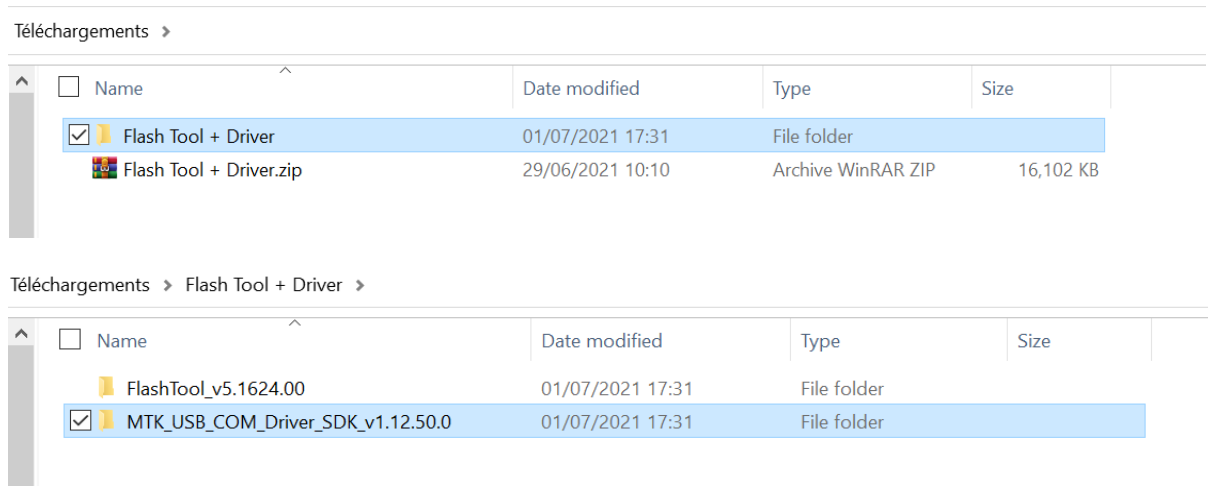 Téléchargements >
Name Date modified Type Size
Flash Tool + Driver 01/07/2021 17:31 File folder
Flash Tool + Driver.zip 29/06/2021 10:10 Archive WinRAR ZIP 16,102 KB
Téléchargements > Flash Tool + Driver >
Name Date modified Type Size
FlashTool_v5.1624.00 01/07/2021 17:31 File folder
MTK_USB_COM_Driver_SDK_v1.12.50.0 01/07/2021 17:31 File folder